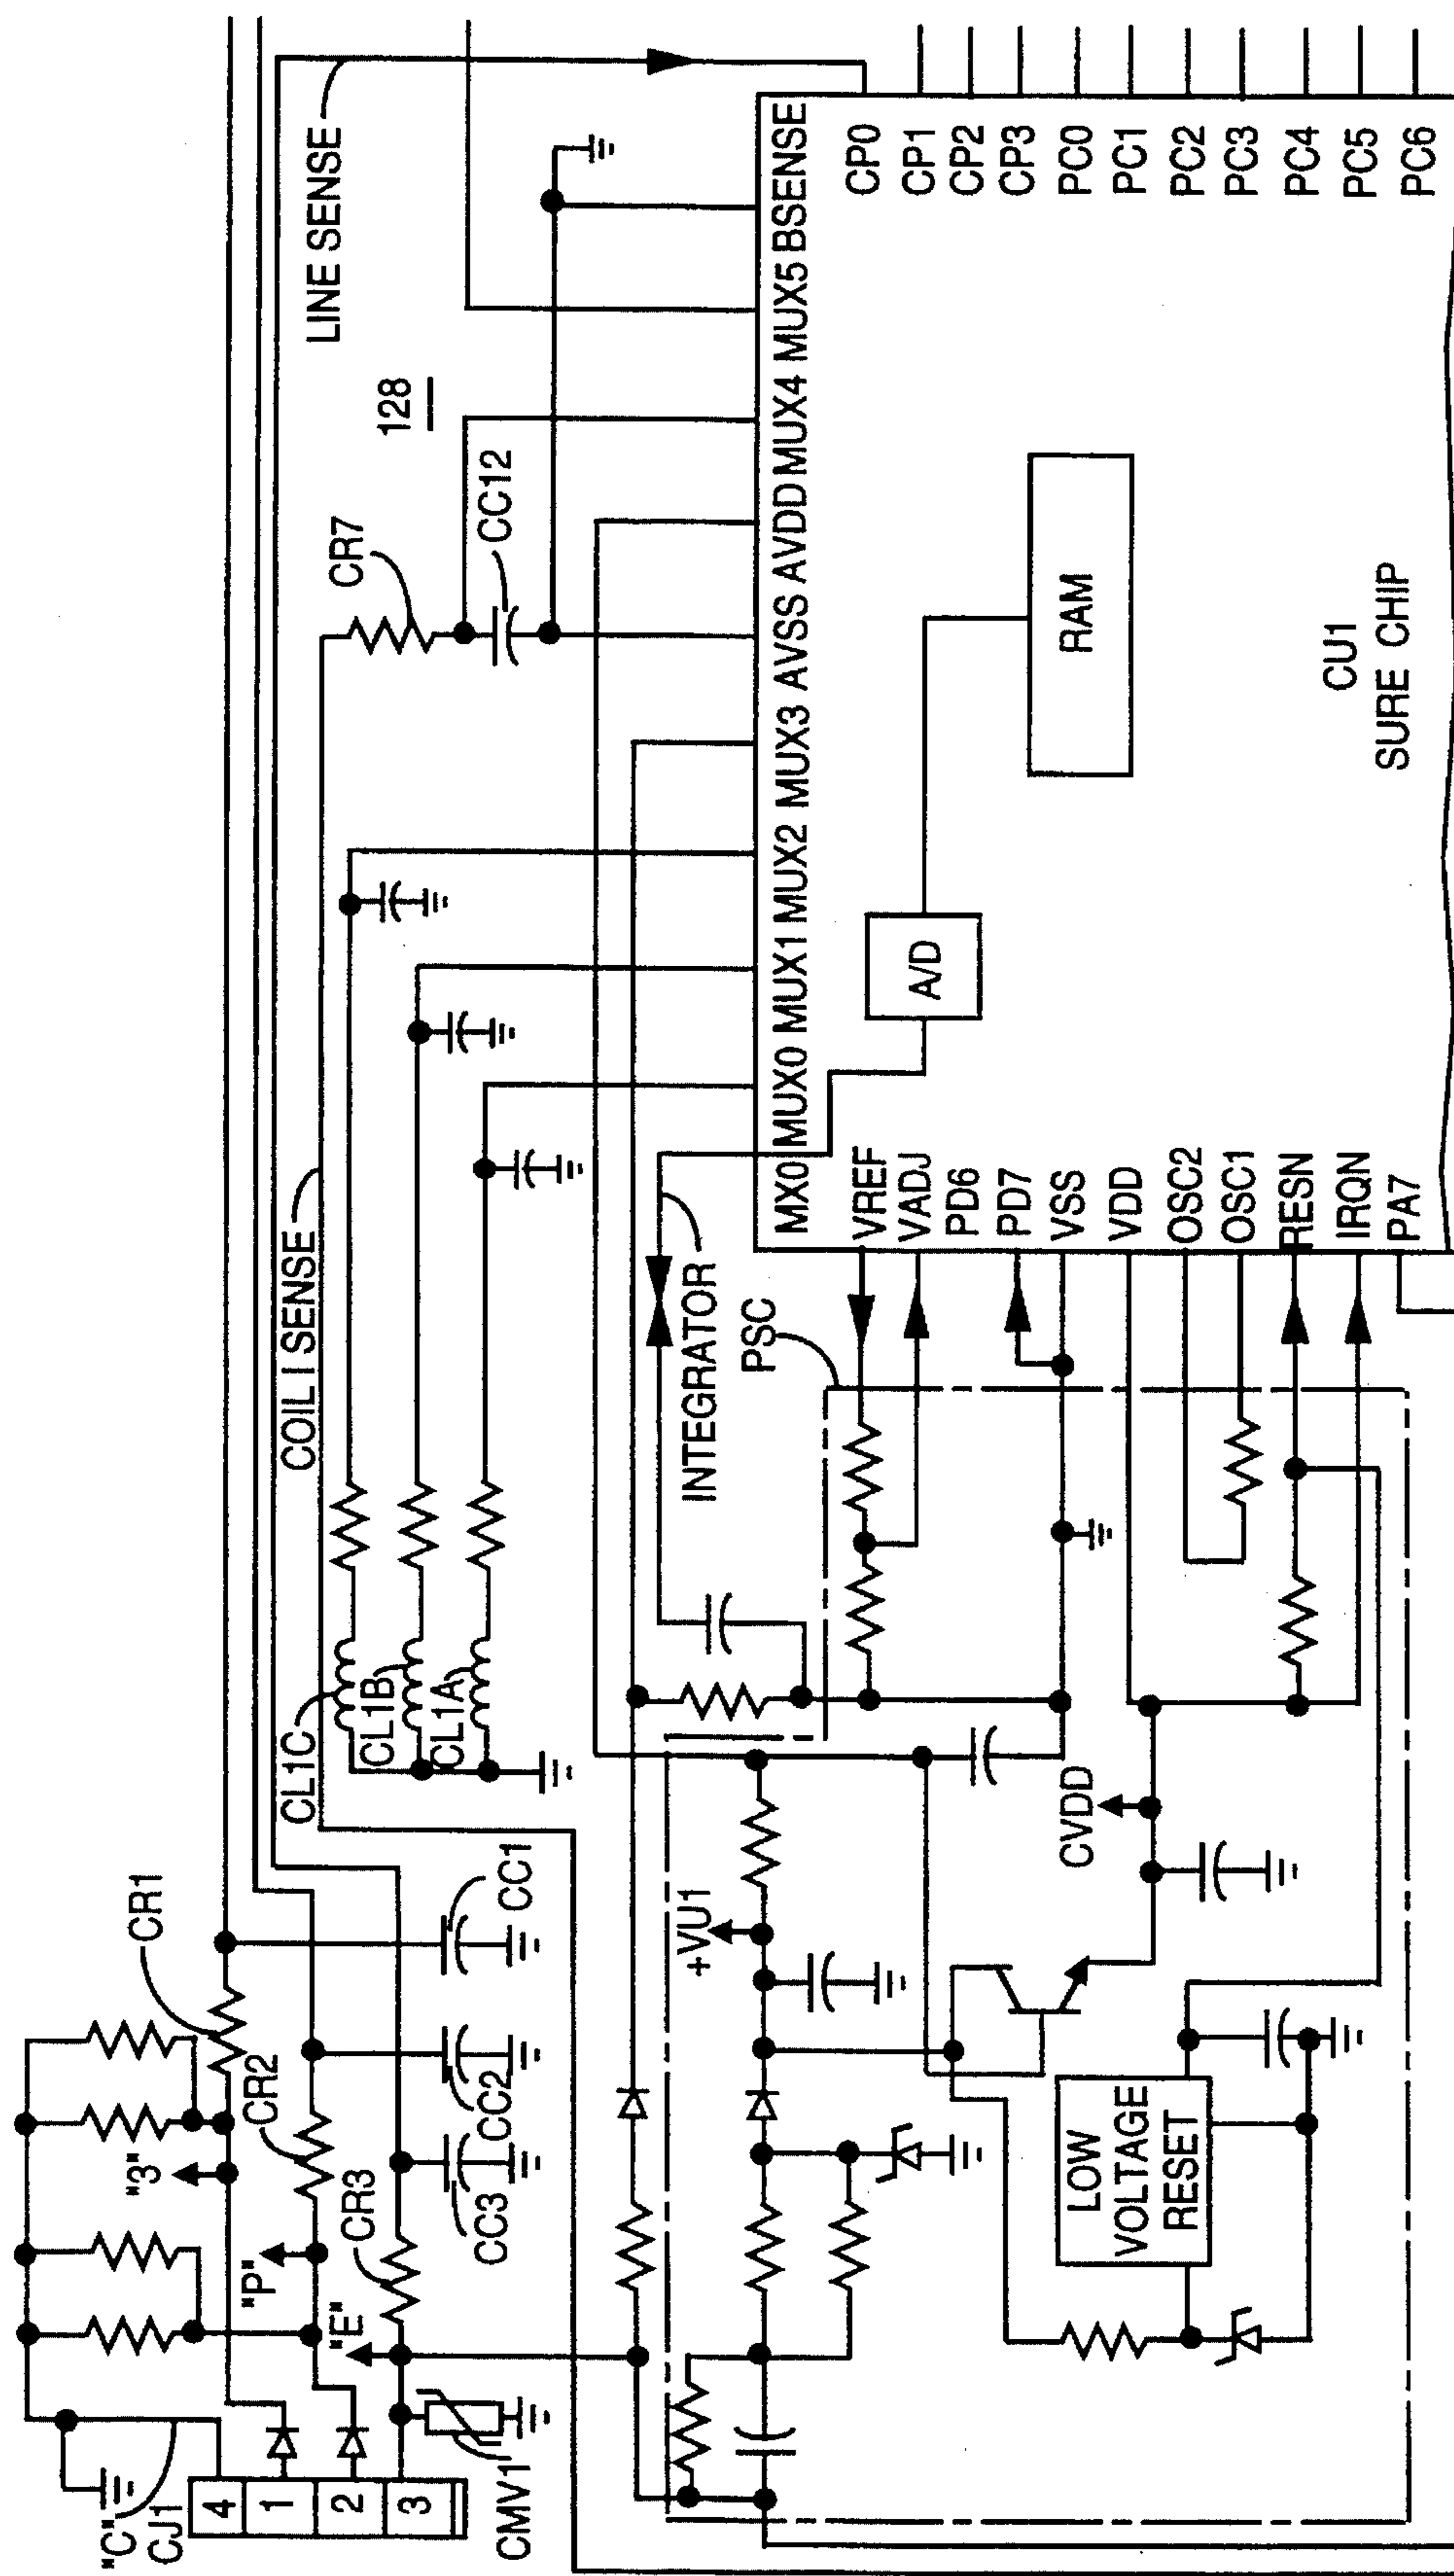 "C"
CJ1
4
1
2
3
CMV1
"3"
"P"
"E"
CR1
CR2
CR3
CC1
CC2
CC3
CL1C
CL1B
CL1A
COIL I SENSE
LINE SENSE
128
CR7
CC12
INTEGRATOR
PSC
+VU1
CVDD
LOW
VOLTAGE
RESET
MX0 MUX0 MUX1 MUX2 MUX3 AVSS AVDD MUX4 MUX5 BSENSE
VREF
VADJ
PD6
PD7
VSS
VDD
OSC2
OSC1
RESN
IRQN
PA7
A/D
RAM
CU1
SURE CHIP
CP0
CP1
CP2
CP3
PC0
PC1
PC2
PC3
PC4
PC5
PC6